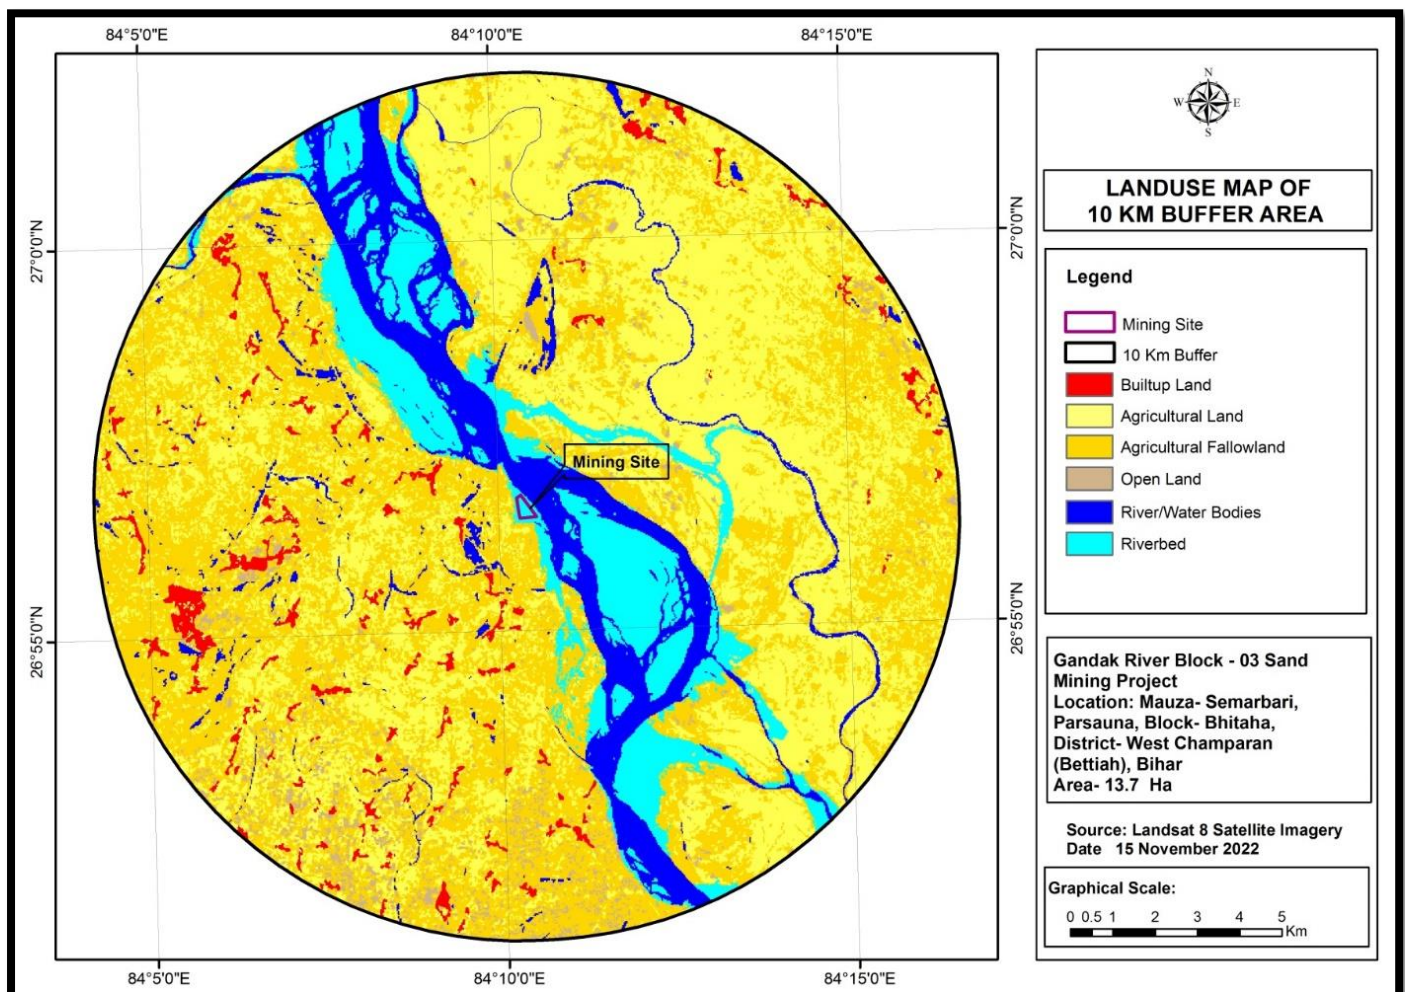 84°5'0"E
84°10'0"E
84°15'0"E
27°0'0"N
27°0'0"N
26°55'0"N
26°55'0"N
84°5'0"E
84°10'0"E
84°15'0"E
Mining Site
N
W E
S
LANDUSE MAP OF
10 KM BUFFER AREA
Legend
Mining Site
10 Km Buffer
Builtup Land
Agricultural Land
Agricultural Fallowland
Open Land
River/Water Bodies
Riverbed
Gandak River Block - 03 Sand
Mining Project
Location: Mauza- Semarbari,
Parsauna, Block- Bhitaha,
District- West Champaran
(Bettiah), Bihar
Area- 13.7 Ha
Source: Landsat 8 Satellite Imagery
Date 15 November 2022
Graphical Scale:
0 0.5 1 2 3 4 5
Km